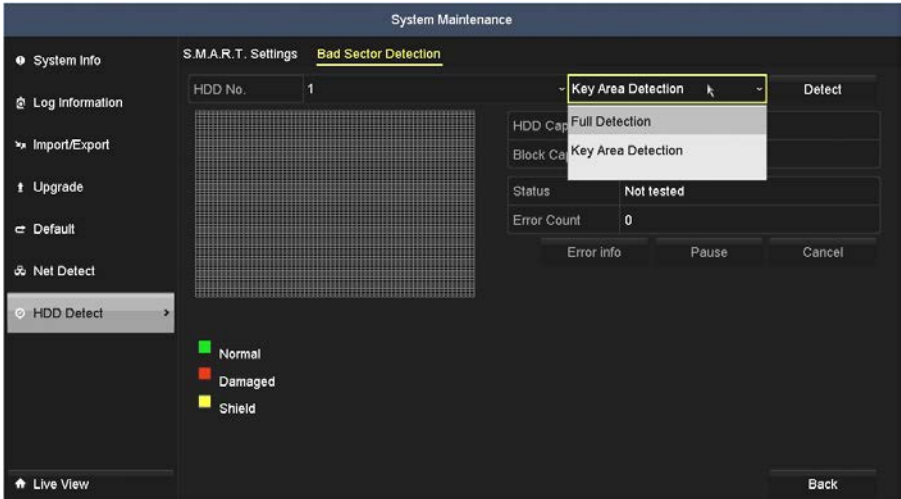 System Maintenance
System Info
Log Information
Import/Export
Upgrade
Default
Net Detect
HDD Detect
Live View
S.M.A.R.T. Settings Bad Sector Detection
HDD No. 1 Key Area Detection Detect
Full Detection
Key Area Detection
HDD Cap
Block Ca
Status Not tested
Error Count 0
Error info Pause Cancel
Normal
Damaged
Shield
Back